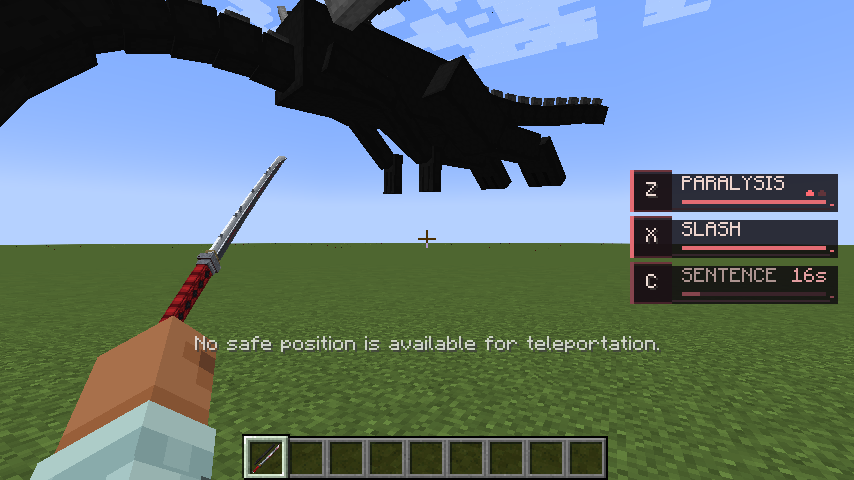 Z PARALYSIS
X SLASH
C SENTENCE 16s
No safe position is available for teleportation.